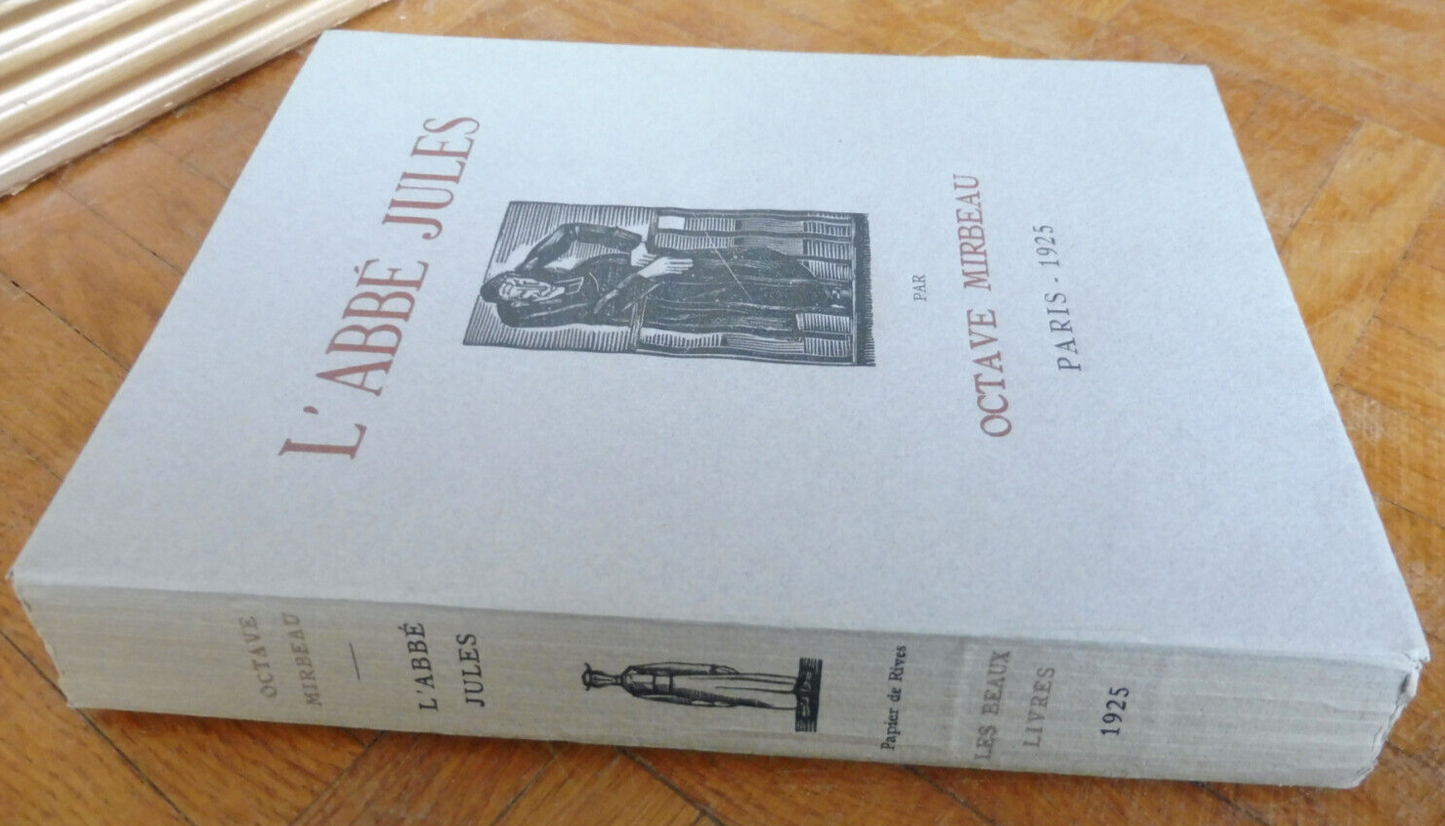 L'ABBÉ JULES
PAR
OCTAVE MIRBEAU
PARIS - 1925
OCTAVE
MIRBEAU
L'ABBÉ
JULES
Papier de Rives
LES BEAUX
LIVRES
1925